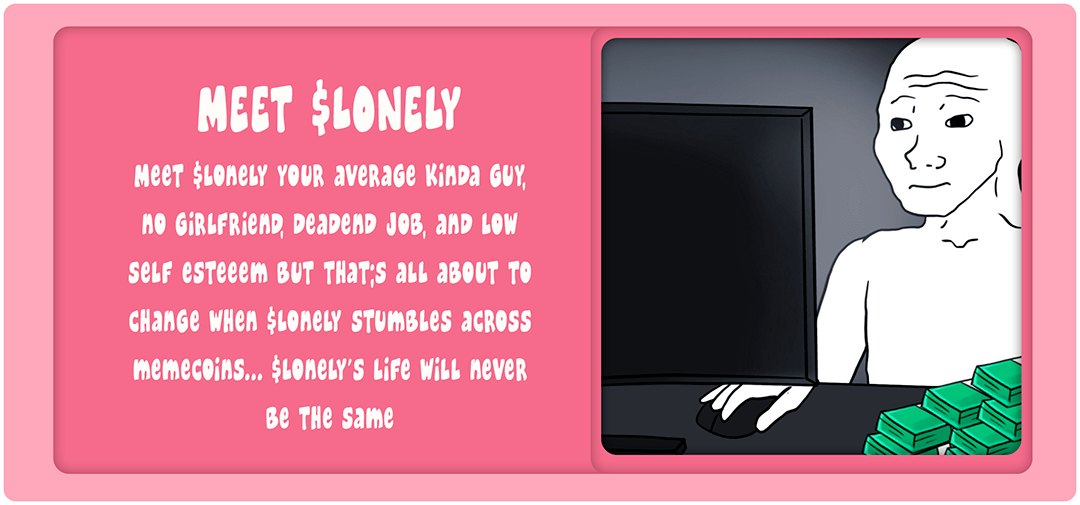 MEET $LONELY
MEET $LONELY YOUR AVERAGE KINDA GUY,
NO GIRLFRIEND, DEADEND JOB, AND LOW
SELF ESTEEEM BUT THAT;S ALL ABOUT TO
CHANGE WHEN $LONELY STUMBLES ACROSS
MEMECOINS... $LONELY'S LIFE WILL NEVER
BE THE SAME